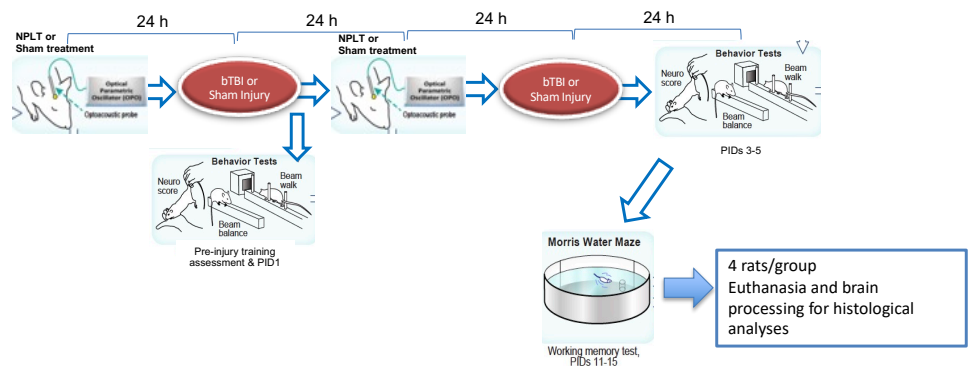 24 h
24 h
24 h
24 h
NPLT or
Sham treatment
Optical
Parametric
Oscillator (OPO)
Optoacoustic probe
bTBI or
Sham Injury
NPLT or
Sham treatment
Optical
Parametric
Oscillator (OPO)
Optoacoustic probe
bTBI or
Sham Injury
Behavior Tests
Neuro
score
Beam
walk
Beam
balance
PIDs 3-5
Behavior Tests
Neuro
score
Beam
walk
Beam
Balance
Pre-injury training
assessment & PID1
Morris Water Maze
Working memory test,
PIDs 11-15
4 rats/group
Euthanasia and brain
processing for histological
analyses